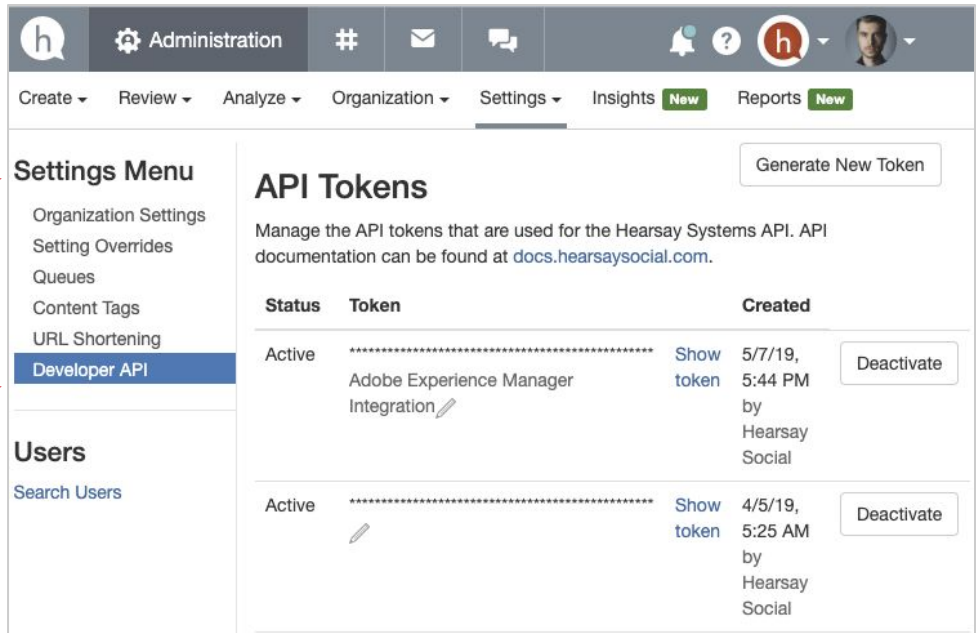 h Administration # ? h
Create Review Analyze Organization Settings Insights New Reports New
Settings Menu
Organization Settings
Setting Overrides
Queues
Content Tags
URL Shortening
Developer API
Users
Search Users
Generate New Token
API Tokens
Manage the API tokens that are used for the Hearsay Systems API. API
documentation can be found at docs.hearsaysocial.com.
Status Token Created
Active ************************************************ Show 5/7/19, Deactivate
Adobe Experience Manager token 5:44 PM
Integration by
Hearsay
Social
Active ************************************************ Show 4/5/19, Deactivate
token 5:25 AM
by
Hearsay
Social